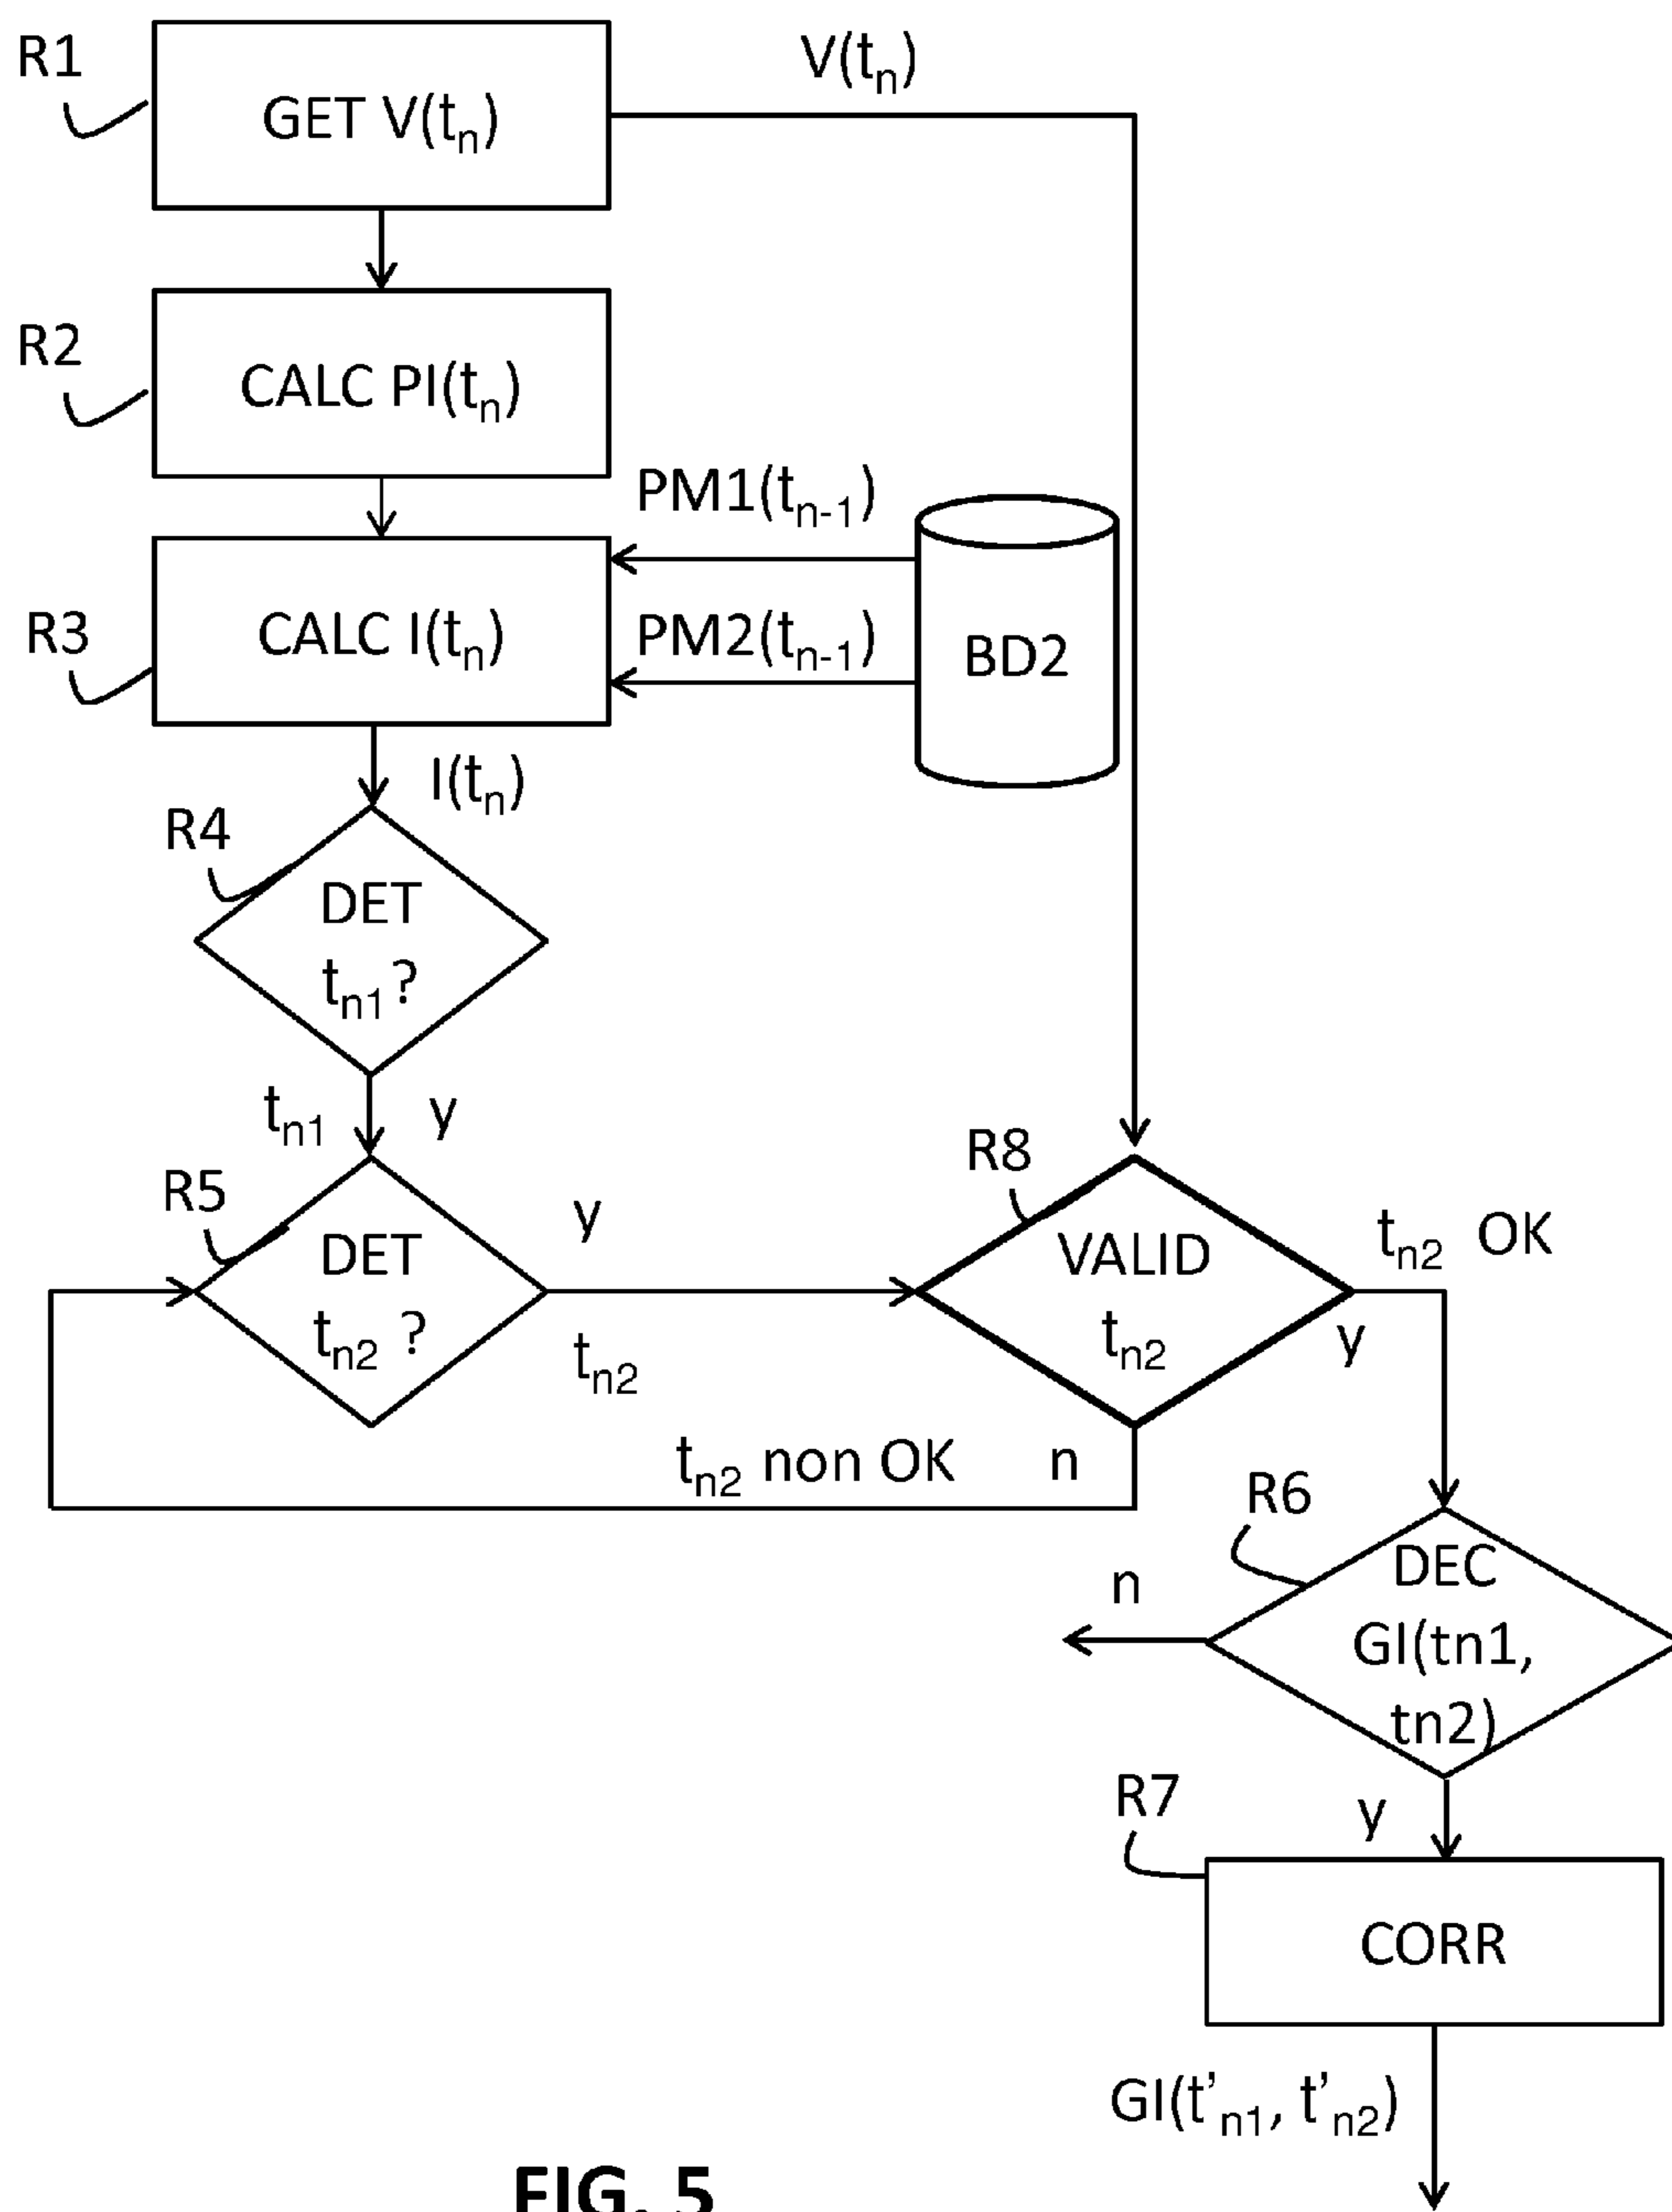 R1
GET V(tₙ)
V(tₙ)
R2
CALC PI(tₙ)
PM1(tₙ₋₁)
R3
CALC I(tₙ)
PM2(tₙ₋₁)
BD2
I(tₙ)
R4
DET
tₙ₁ ?
tₙ₁
y
R5
DET
tₙ₂ ?
y
tₙ₂
R8
VALID
tₙ₂
tₙ₂ OK
y
tₙ₂ non OK
n
R6
n
DEC
GI(tn1,
tn2)
R7
y
CORR
GI(t'ₙ₁, t'ₙ₂)
FIG. 5